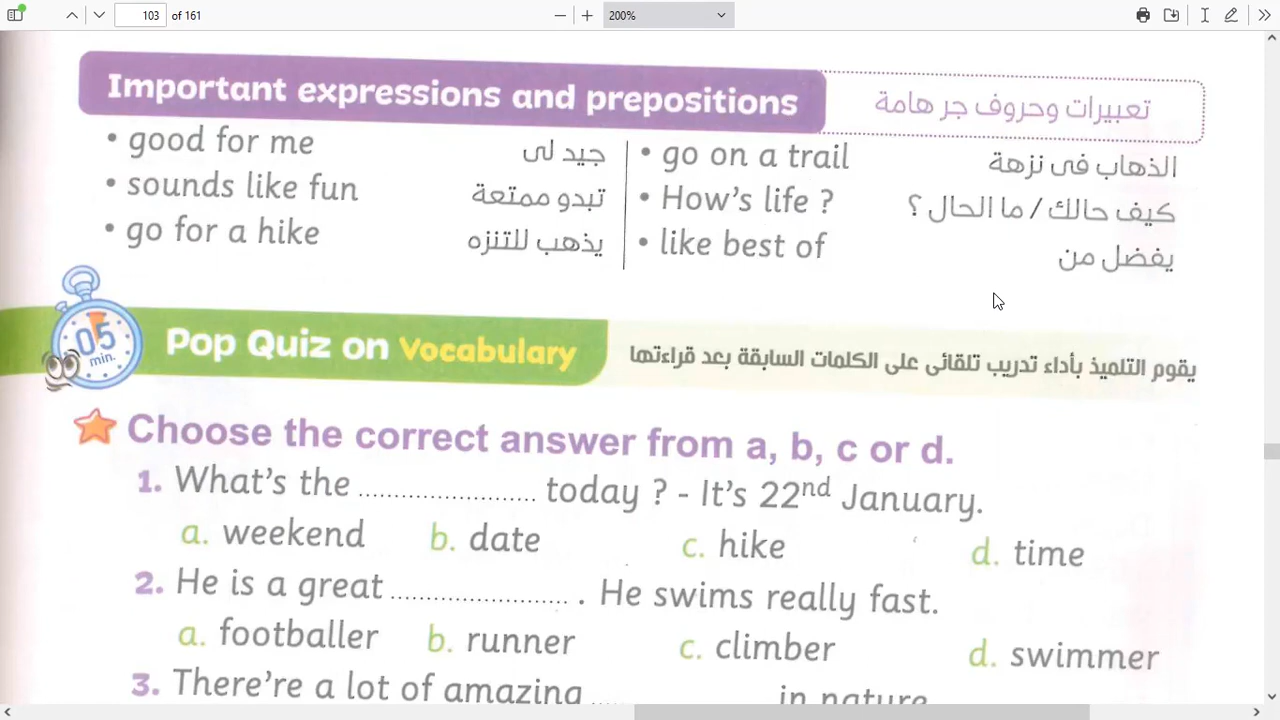 103 of 161
200%
Important expressions and prepositions
تعبيرات وحروف جر هامة
• good for me جيد لى
• sounds like fun تبدو ممتعة
• go for a hike يذهب للتنزه
• go on a trail الذهاب فى نزهة
• How's life ? كيف حالك / ما الحال ؟
• like best of يفضل من
05 min.
Pop Quiz on Vocabulary
يقوم التلميذ بأداء تدريب تلقائى على الكلمات السابقة بعد قراءتها
Choose the correct answer from a, b, c or d.
1. What's the .......................... today ? - It's 22nd January.
a. weekend b. date c. hike d. time
2. He is a great .......................... . He swims really fast.
a. footballer b. runner c. climber d. swimmer
3. There're a lot of amazing .......................... in nature